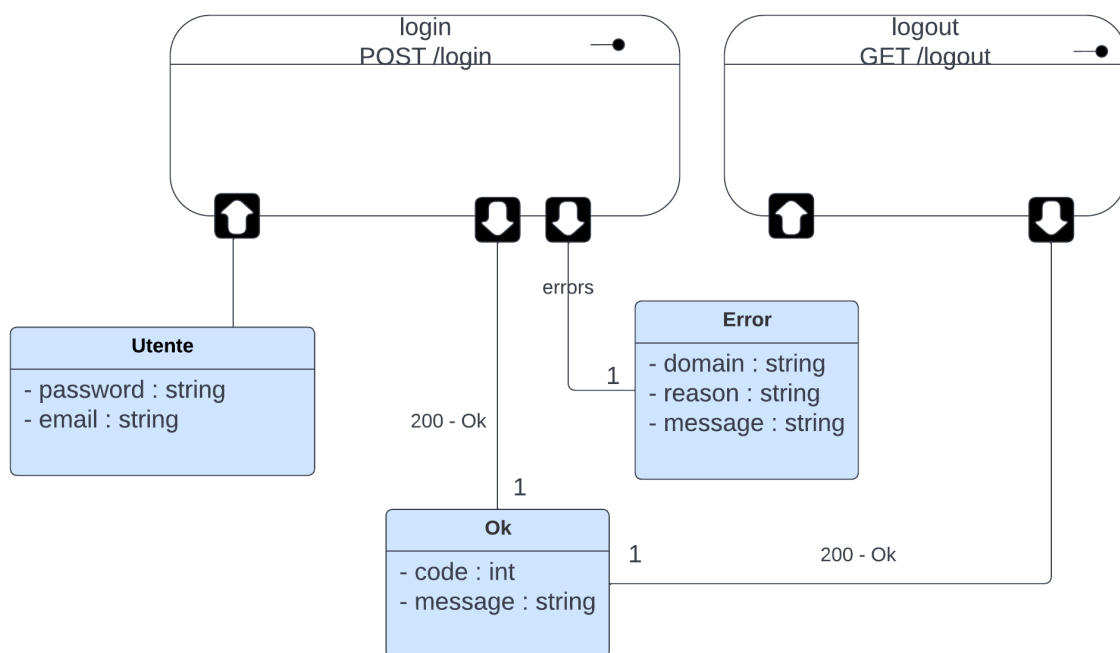 login
POST /login
logout
GET /logout
errors
Utente
- password : string
- email : string
Error
- domain : string
- reason : string
- message : string
1
200 - Ok
1
Ok
- code : int
- message : string
1
200 - Ok